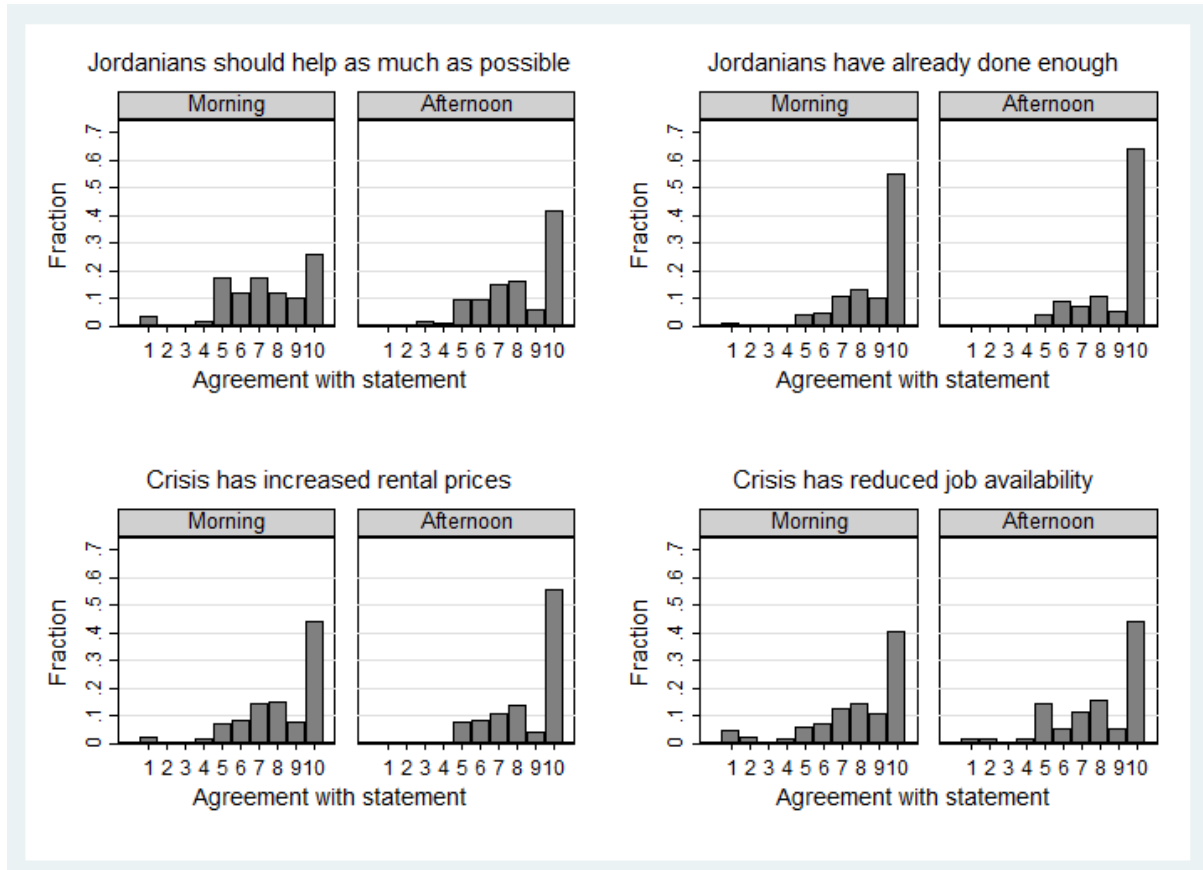 Jordanians should help as much as possible
Morning Afternoon
.7
.6
.5
.4
.3
.2
.1
0
Fraction
1 2 3 4 5 6 7 8 9 10 1 2 3 4 5 6 7 8 9 10
Agreement with statement
Jordanians have already done enough
Morning Afternoon
.7
.6
.5
.4
.3
.2
.1
0
Fraction
1 2 3 4 5 6 7 8 9 10 1 2 3 4 5 6 7 8 9 10
Agreement with statement
Crisis has increased rental prices
Morning Afternoon
.7
.6
.5
.4
.3
.2
.1
0
Fraction
1 2 3 4 5 6 7 8 9 10 1 2 3 4 5 6 7 8 9 10
Agreement with statement
Crisis has reduced job availability
Morning Afternoon
.7
.6
.5
.4
.3
.2
.1
0
Fraction
1 2 3 4 5 6 7 8 9 10 1 2 3 4 5 6 7 8 9 10
Agreement with statement